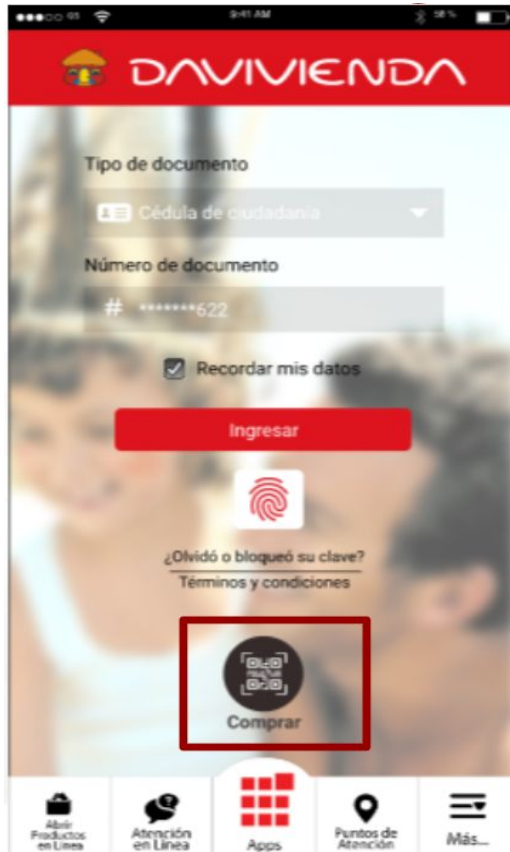 9:41 AM
58%
DAVIVIENDA
Tipo de documento
Cédula de ciudadanía
Número de documento
# *******622
Recordar mis datos
Ingresar
¿Olvidó o bloqueó su clave?
Términos y condiciones
Comprar
Abrir
Productos
en Línea
Atención
en Línea
Apps
Puntos de
Atención
Más...